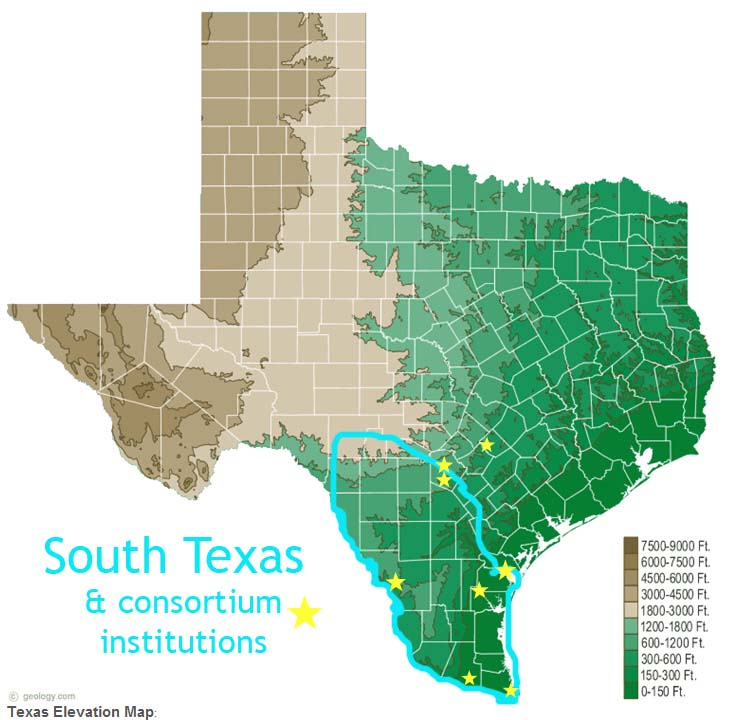 South Texas
& consortium
institutions
7500-9000 Ft.
6000-7500 Ft.
4500-6000 Ft.
3000-4500 Ft.
1800-3000 Ft.
1200-1800 Ft.
600-1200 Ft.
300-600 Ft.
150-300 Ft.
0-150 Ft.
© geology.com
Texas Elevation Map: